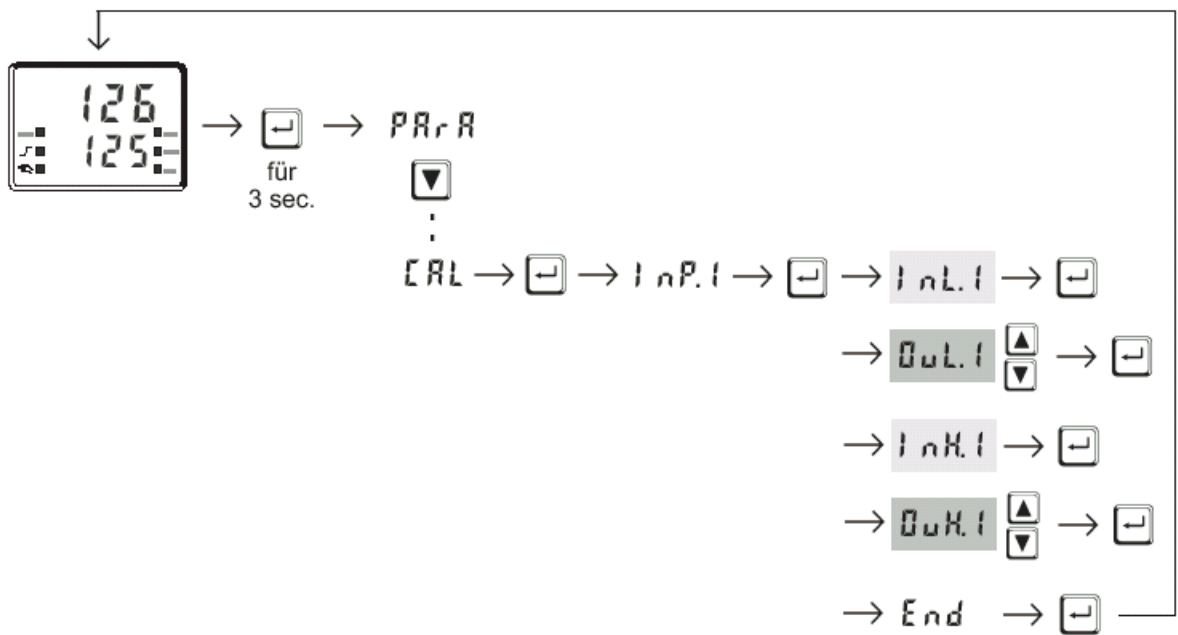 126
125
für
3 sec.
PArA
CAL InP.1 InL.1
OuL.1
InH.1
OuH.1
End